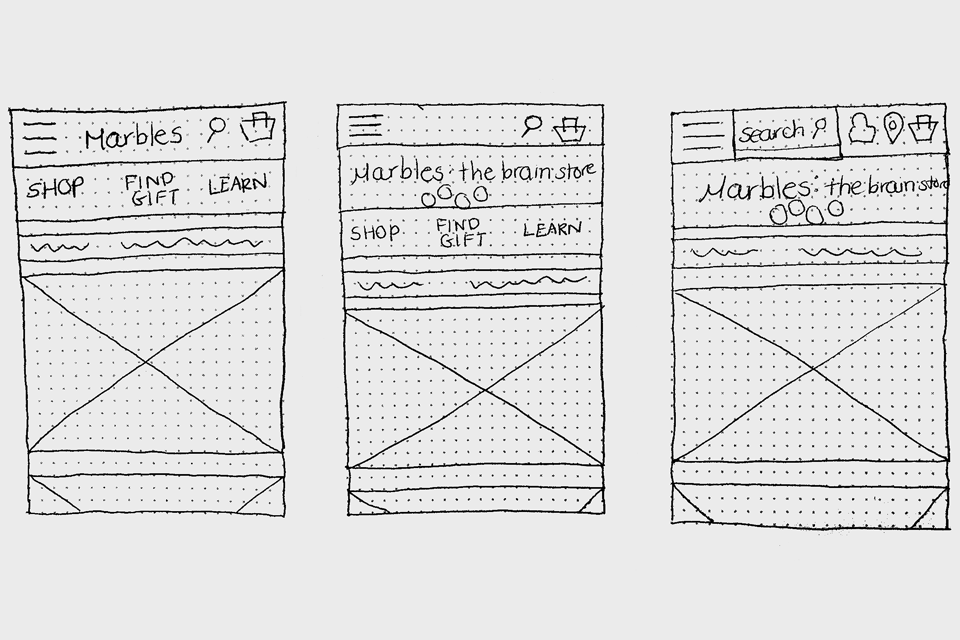 Marbles
SHOP
FIND
GIFT
LEARN
Marbles: the brain store
SHOP
FIND
GIFT
LEARN
search
Marbles: the brain store